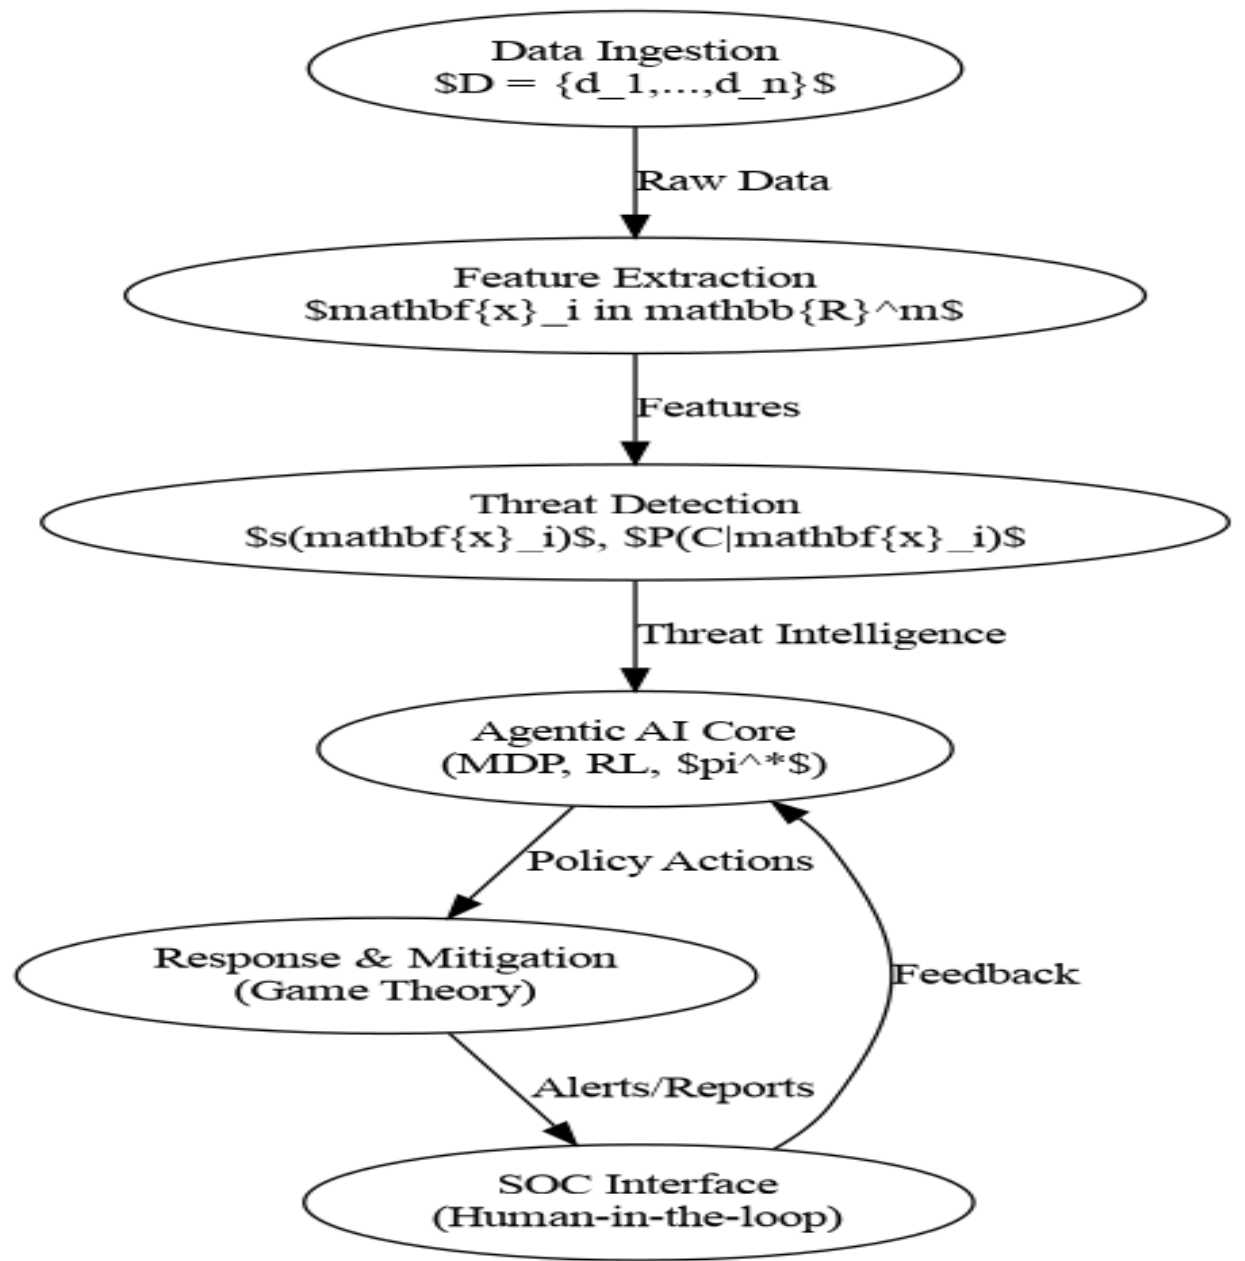 Data Ingestion
$D = {d_1,...,d_n}$
Raw Data
Feature Extraction
$mathbf{x}_i in mathbb{R}^m$
Features
Threat Detection
$s(mathbf{x}_i)$, $P(C|mathbf{x}_i)$
Threat Intelligence
Agentic AI Core
(MDP, RL, $pi^*$)
Policy Actions
Response & Mitigation
(Game Theory)
Feedback
Alerts/Reports
SOC Interface
(Human-in-the-loop)